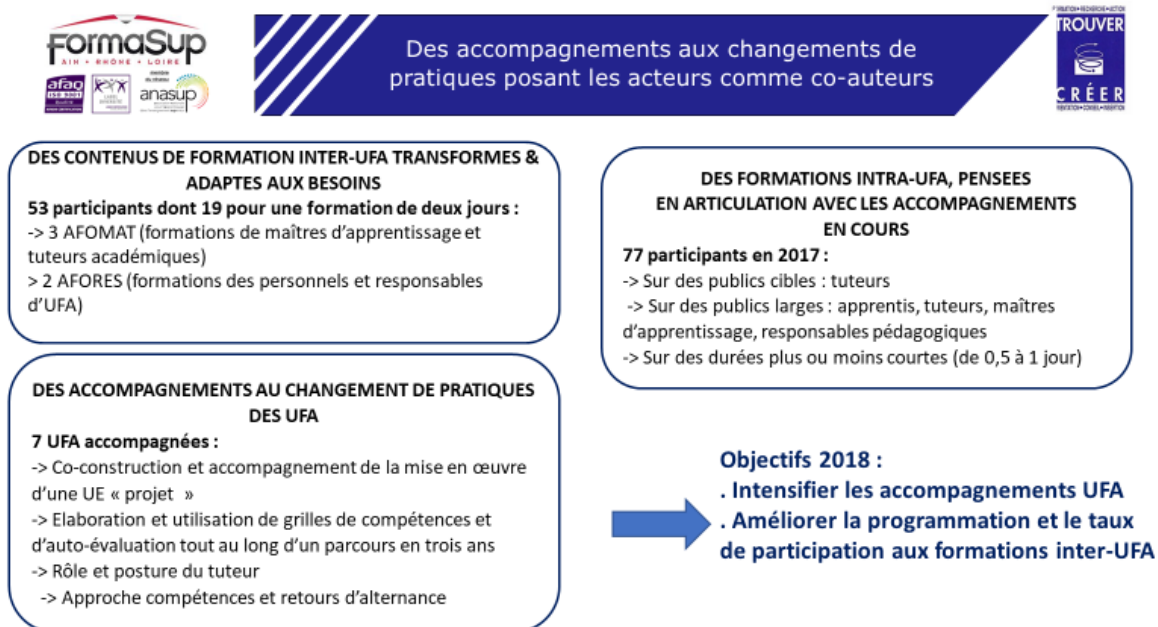 FormaSup
AIN • RHÔNE • LOIRE
afaq
ISO 9001
Qualité
membre
du réseau
anasup
Des accompagnements aux changements de
pratiques posant les acteurs comme co-auteurs
TROUVER
CRÉER
DES CONTENUS DE FORMATION INTER-UFA TRANSFORMES &
ADAPTES AUX BESOINS
53 participants dont 19 pour une formation de deux jours :
-> 3 AFOMAT (formations de maîtres d'apprentissage et
tuteurs académiques)
> 2 AFORES (formations des personnels et responsables
d'UFA)
DES FORMATIONS INTRA-UFA, PENSEES
EN ARTICULATION AVEC LES ACCOMPAGNEMENTS
EN COURS
77 participants en 2017 :
-> Sur des publics cibles : tuteurs
-> Sur des publics larges : apprentis, tuteurs, maîtres
d'apprentissage, responsables pédagogiques
-> Sur des durées plus ou moins courtes (de 0,5 à 1 jour)
DES ACCOMPAGNEMENTS AU CHANGEMENT DE PRATIQUES
DES UFA
7 UFA accompagnées :
-> Co-construction et accompagnement de la mise en œuvre
d'une UE « projet »
-> Elaboration et utilisation de grilles de compétences et
d'auto-évaluation tout au long d'un parcours en trois ans
-> Rôle et posture du tuteur
-> Approche compétences et retours d'alternance
Objectifs 2018 :
. Intensifier les accompagnements UFA
. Améliorer la programmation et le taux
de participation aux formations inter-UFA